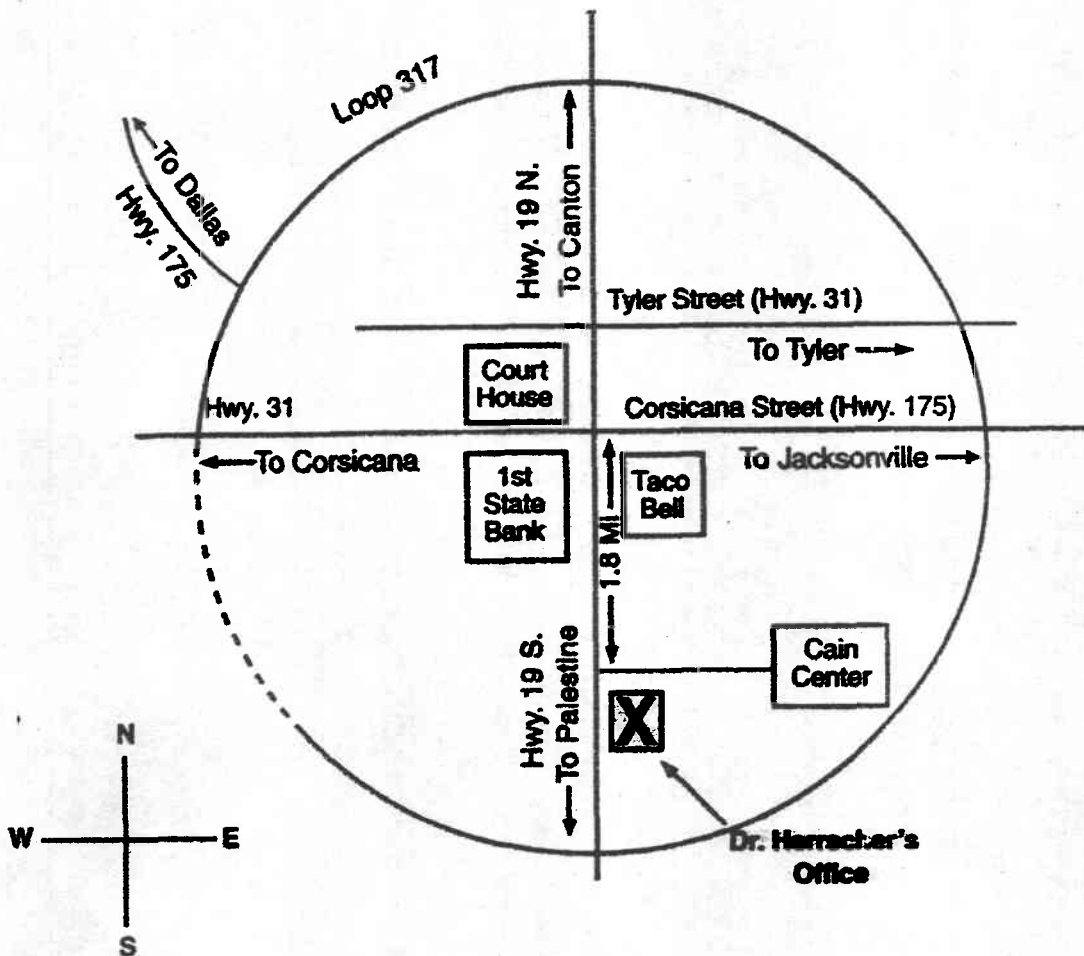 Loop 317
To Dallas
Hwy. 175
Hwy. 19 N.
To Canton
Tyler Street (Hwy. 31)
To Tyler
Court
House
Hwy. 31
Corsicana Street (Hwy. 175)
To Corsicana
To Jacksonville
1st
State
Bank
Taco
Bell
1.8 MI
Hwy. 19 S.
To Palestine
Cain
Center
X
N
W
E
S
Dr.
Office